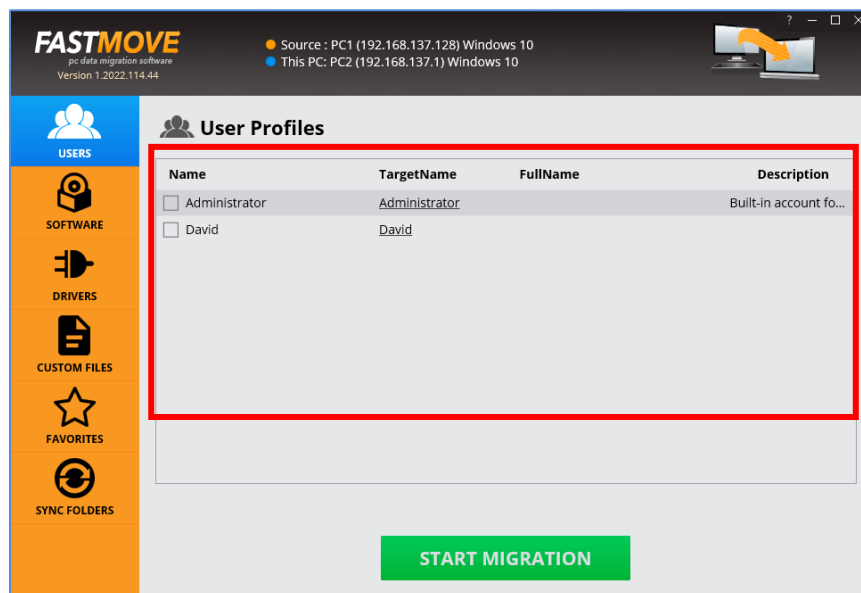 FASTMOVE
pc data migration software
Version 1.2022.114.44
Source : PC1 (192.168.137.128) Windows 10
This PC: PC2 (192.168.137.1) Windows 10
?
USERS
SOFTWARE
DRIVERS
CUSTOM FILES
FAVORITES
SYNC FOLDERS
User Profiles
Name TargetName FullName Description
Administrator Administrator Built-in account fo...
David David
START MIGRATION